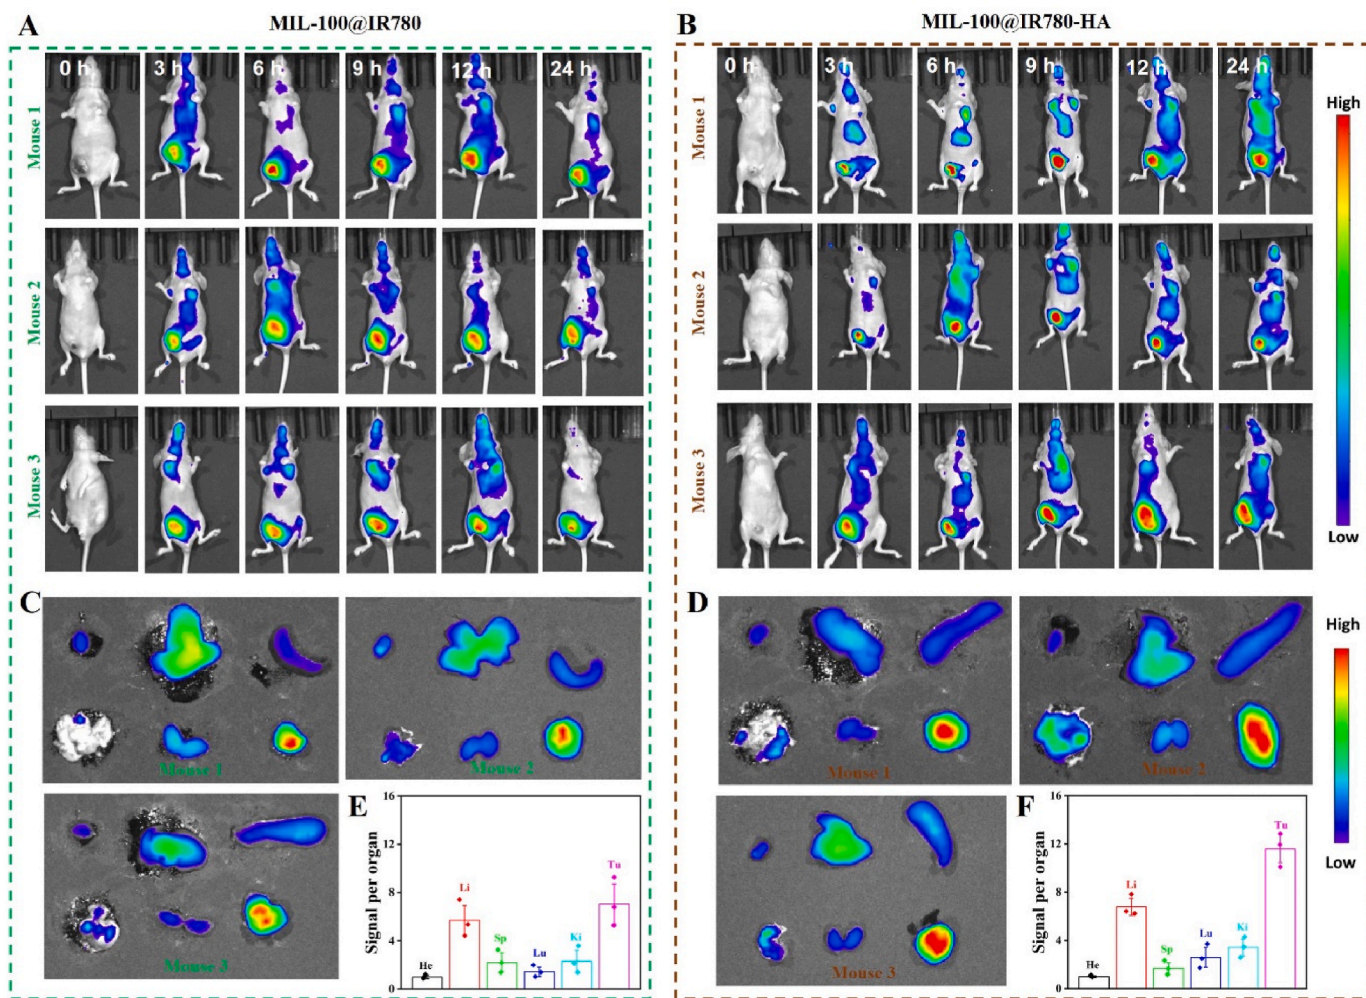 A
MIL-100@IR780
0 h
3 h
6 h
9 h
12 h
24 h
Mouse 1
Mouse 2
Mouse 3
B
MIL-100@IR780-HA
0 h
3 h
6 h
9 h
12 h
24 h
Mouse 1
Mouse 2
Mouse 3
High
Low
C
Mouse 1
Mouse 2
Mouse 3
D
Mouse 1
Mouse 2
Mouse 3
High
Low
E
Signal per organ
16
12
8
4
0
He
Li
Sp
Lu
Ki
Tu
F
Signal per organ
16
12
8
4
0
He
Li
Sp
Lu
Ki
Tu